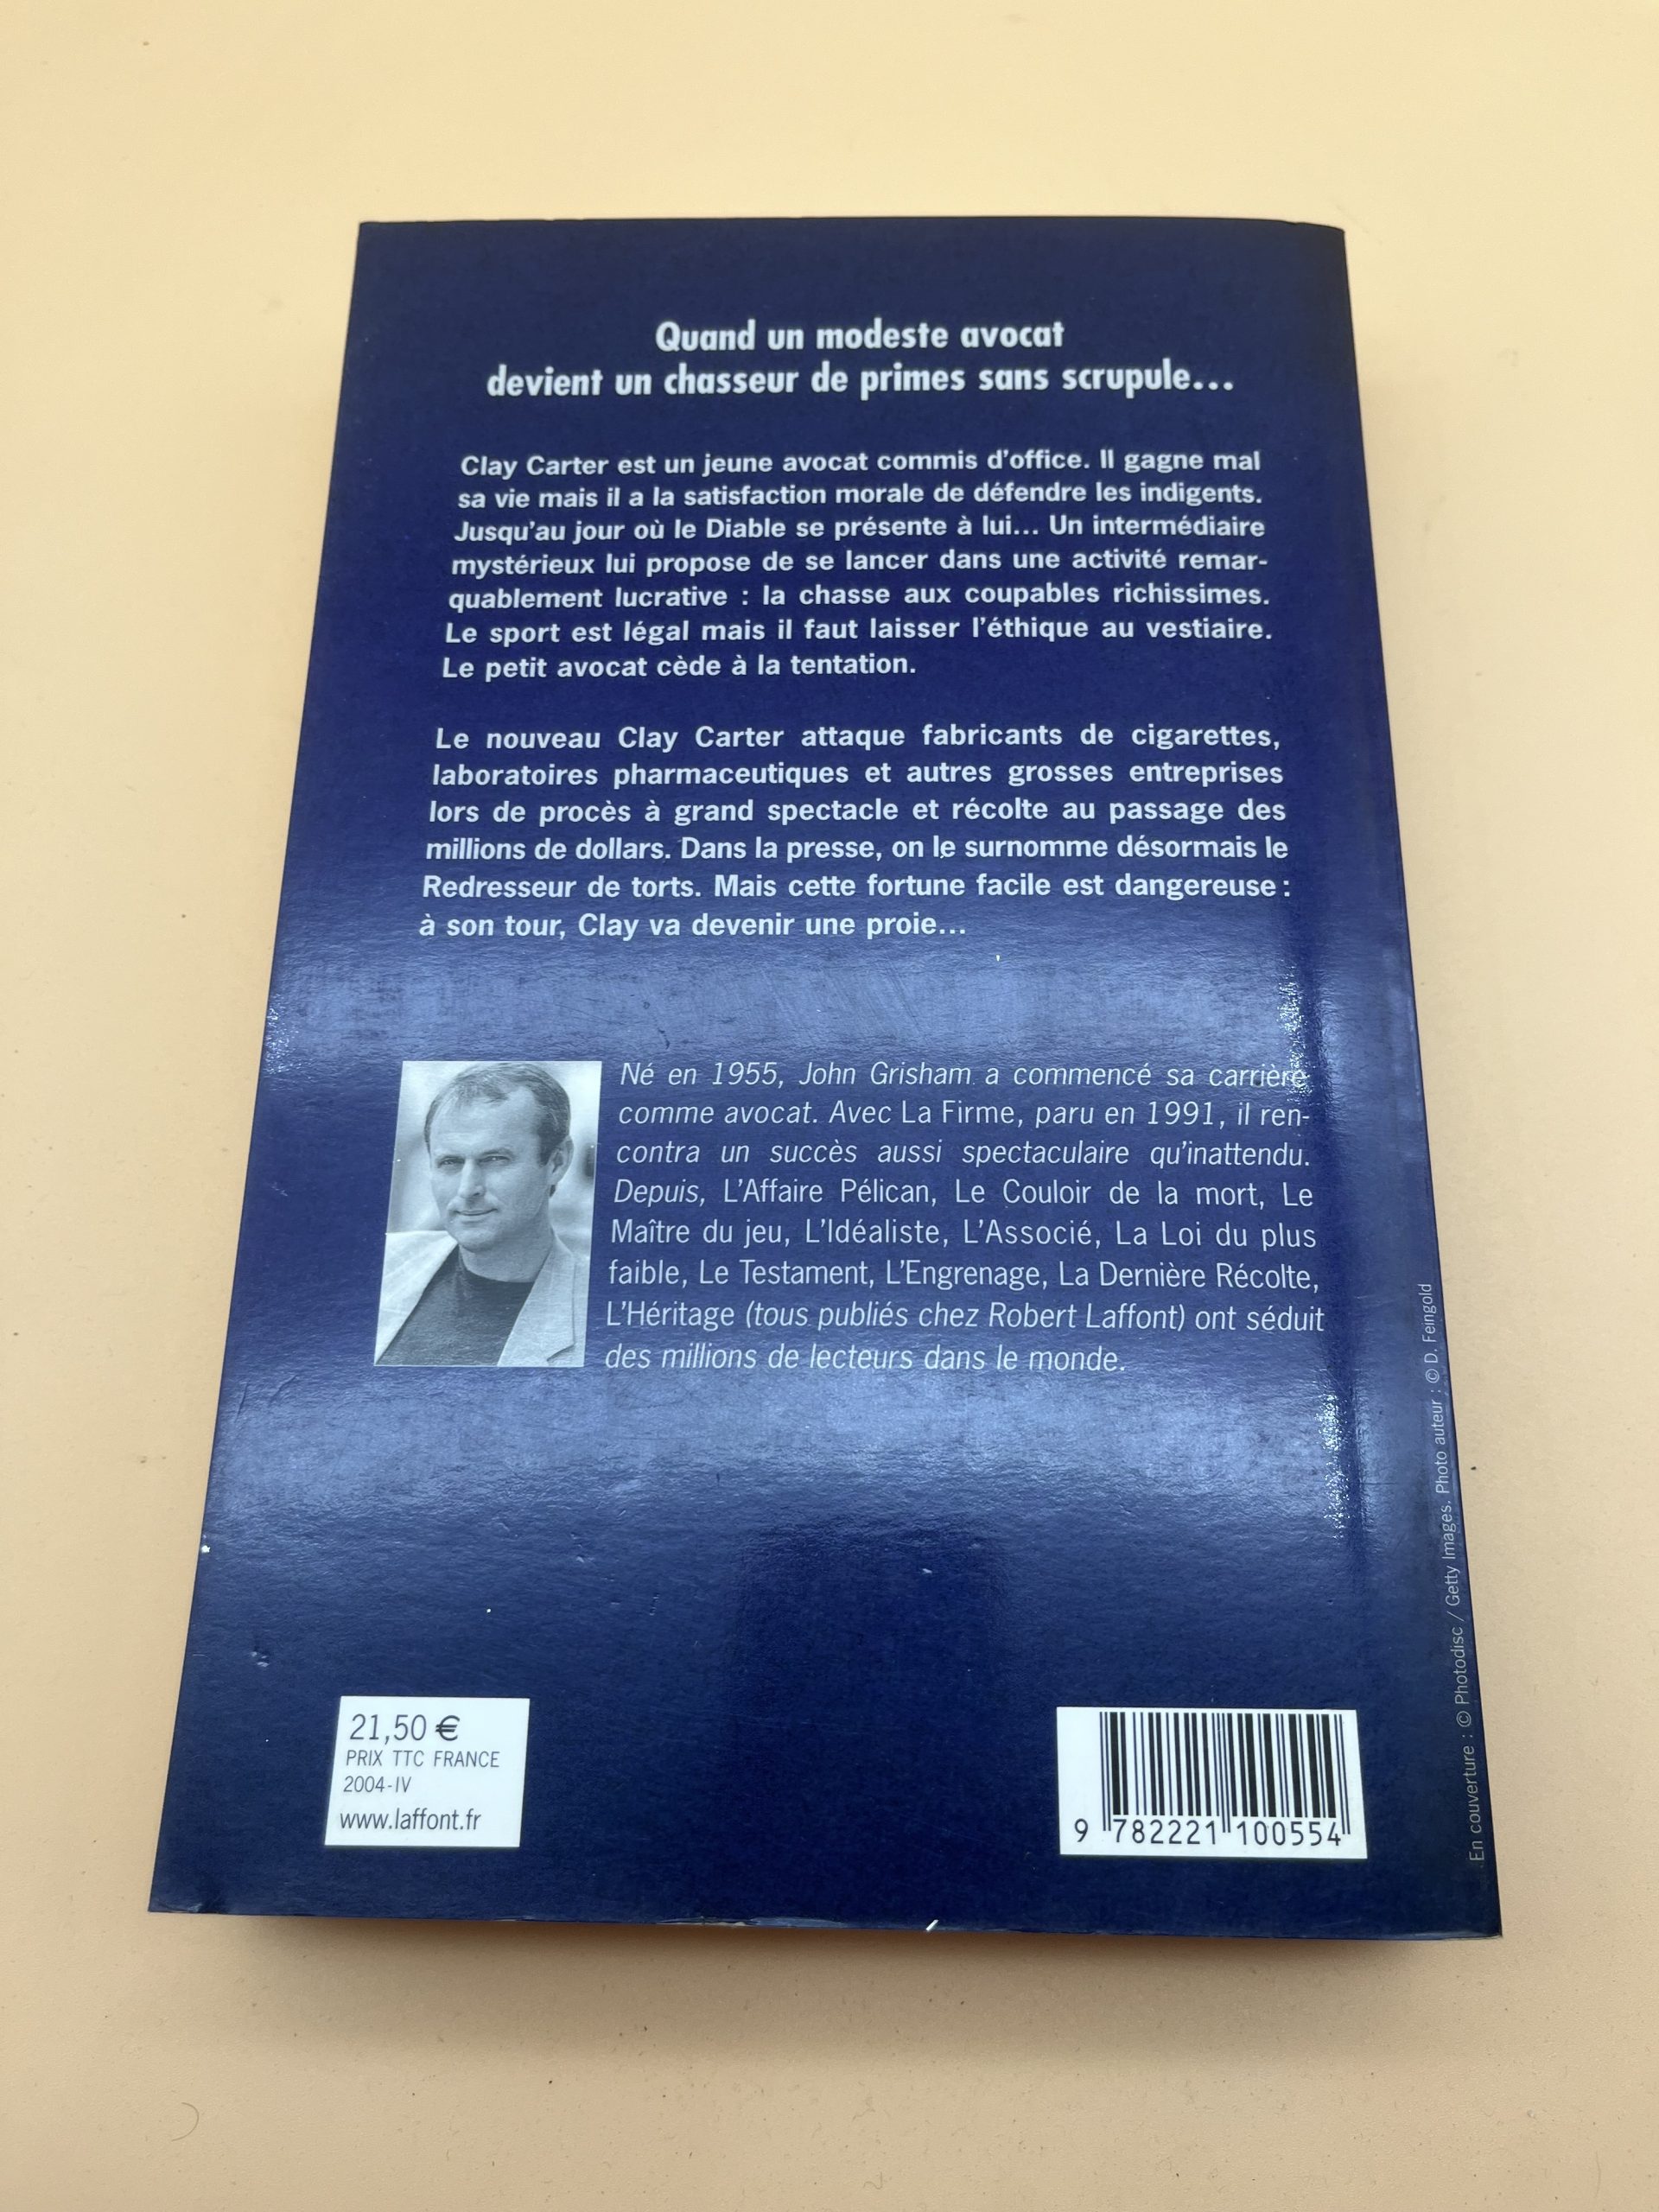 Quand un modeste avocat
devient un chasseur de primes sans scrupule...
Clay Carter est un jeune avocat commis d'office. Il gagne mal
sa vie mais il a la satisfaction morale de défendre les indigents.
Jusqu'au jour où le Diable se présente à lui... Un intermédiaire
mystérieux lui propose de se lancer dans une activité remar-
quablement lucrative : la chasse aux coupables richissimes.
Le sport est légal mais il faut laisser l'éthique au vestiaire.
Le petit avocat cède à la tentation.
Le nouveau Clay Carter attaque fabricants de cigarettes,
laboratoires pharmaceutiques et autres grosses entreprises
lors de procès à grand spectacle et récolte au passage des
millions de dollars. Dans la presse, on le surnomme désormais le
Redresseur de torts. Mais cette fortune facile est dangereuse :
à son tour, Clay va devenir une proie...
Né en 1955, John Grisham a commencé sa carrière
comme avocat. Avec La Firme, paru en 1991, il ren-
contra un succès aussi spectaculaire qu'inattendu.
Depuis, L'Affaire Pélican, Le Couloir de la mort, Le
Maître du jeu, L'Idéaliste, L'Associé, La Loi du plus
faible, Le Testament, L'Engrenage, La Dernière Récolte,
L'Héritage (tous publiés chez Robert Laffont) ont séduit
des millions de lecteurs dans le monde.
21,50 €
PRIX TTC FRANCE
2004-IV
www.laffont.fr
9 782221 100554
En couverture : © Photodisc / Getty Images. Photo auteur : © D. Feingold